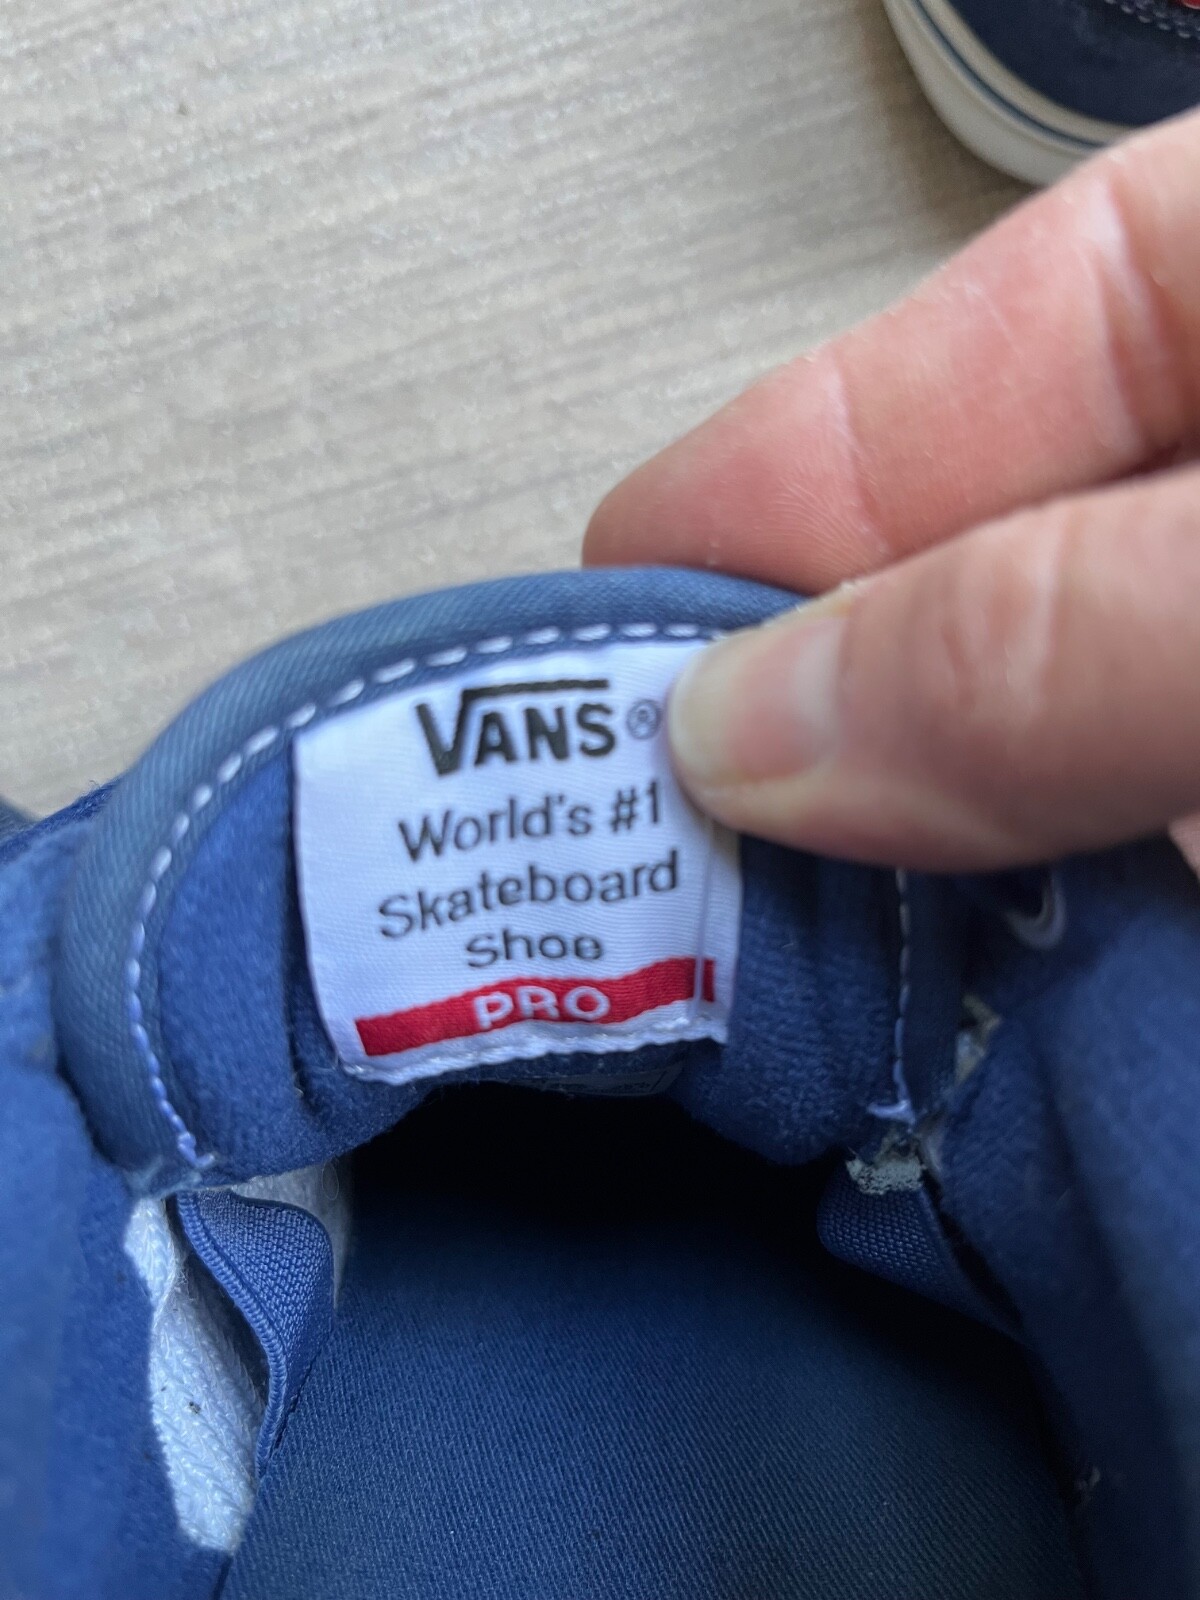 VANS®
World's #1
Skateboard
Shoe
PRO